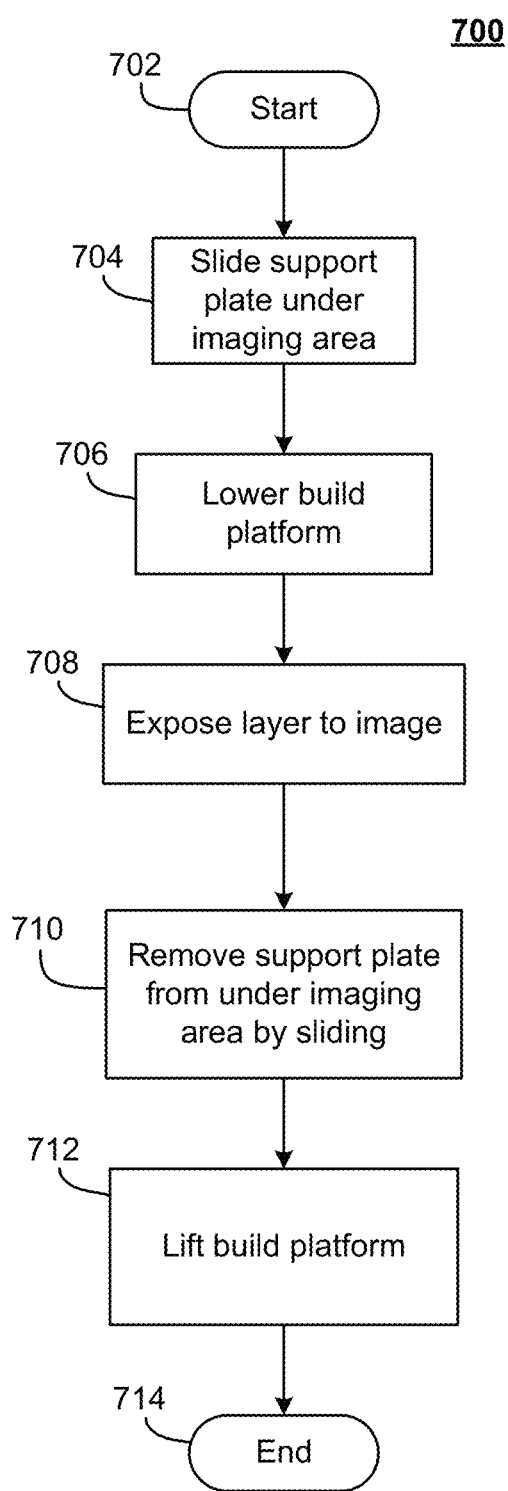 700
702
Start
704
Slide support
plate under
imaging area
706
Lower build
platform
708
Expose layer to image
710
Remove support plate
from under imaging
area by sliding
712
Lift build platform
714
End